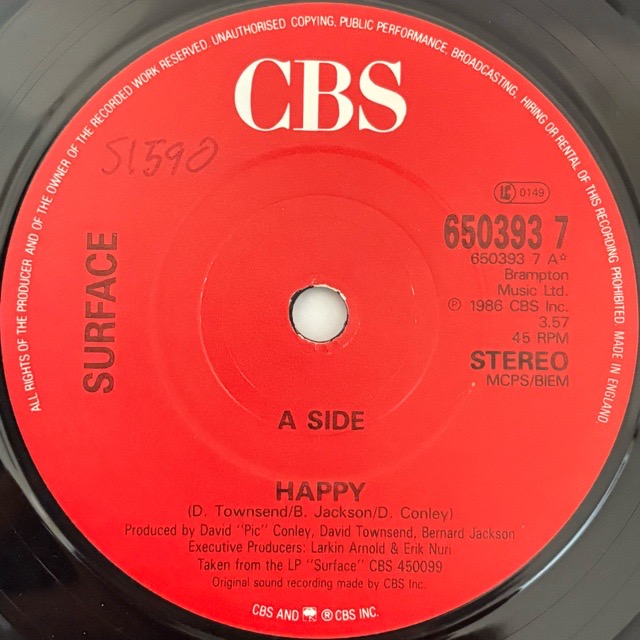 ALL RIGHTS OF THE PRODUCER AND OF THE OWNER OF THE RECORDED WORK RESERVED. UNAUTHORISED COPYING, PUBLIC PERFORMANCE, BROADCASTING, HIRING OR RENTAL OF THIS RECORDING PROHIBITED. MADE IN ENGLAND.
CBS
S1590
LC 0149
SURFACE
650393 7
650393 7 A☆
Brampton
Music Ltd.
℗ 1986 CBS Inc.
3.57
45 RPM
STEREO
MCPS/BIEM
A SIDE
HAPPY
(D. Townsend/B. Jackson/D. Conley)
Produced by David "Pic" Conley, David Townsend, Bernard Jackson
Executive Producers: Larkin Arnold & Erik Nuri
Taken from the LP "Surface" CBS 450099
Original sound recording made by CBS Inc.
CBS AND ® CBS INC.